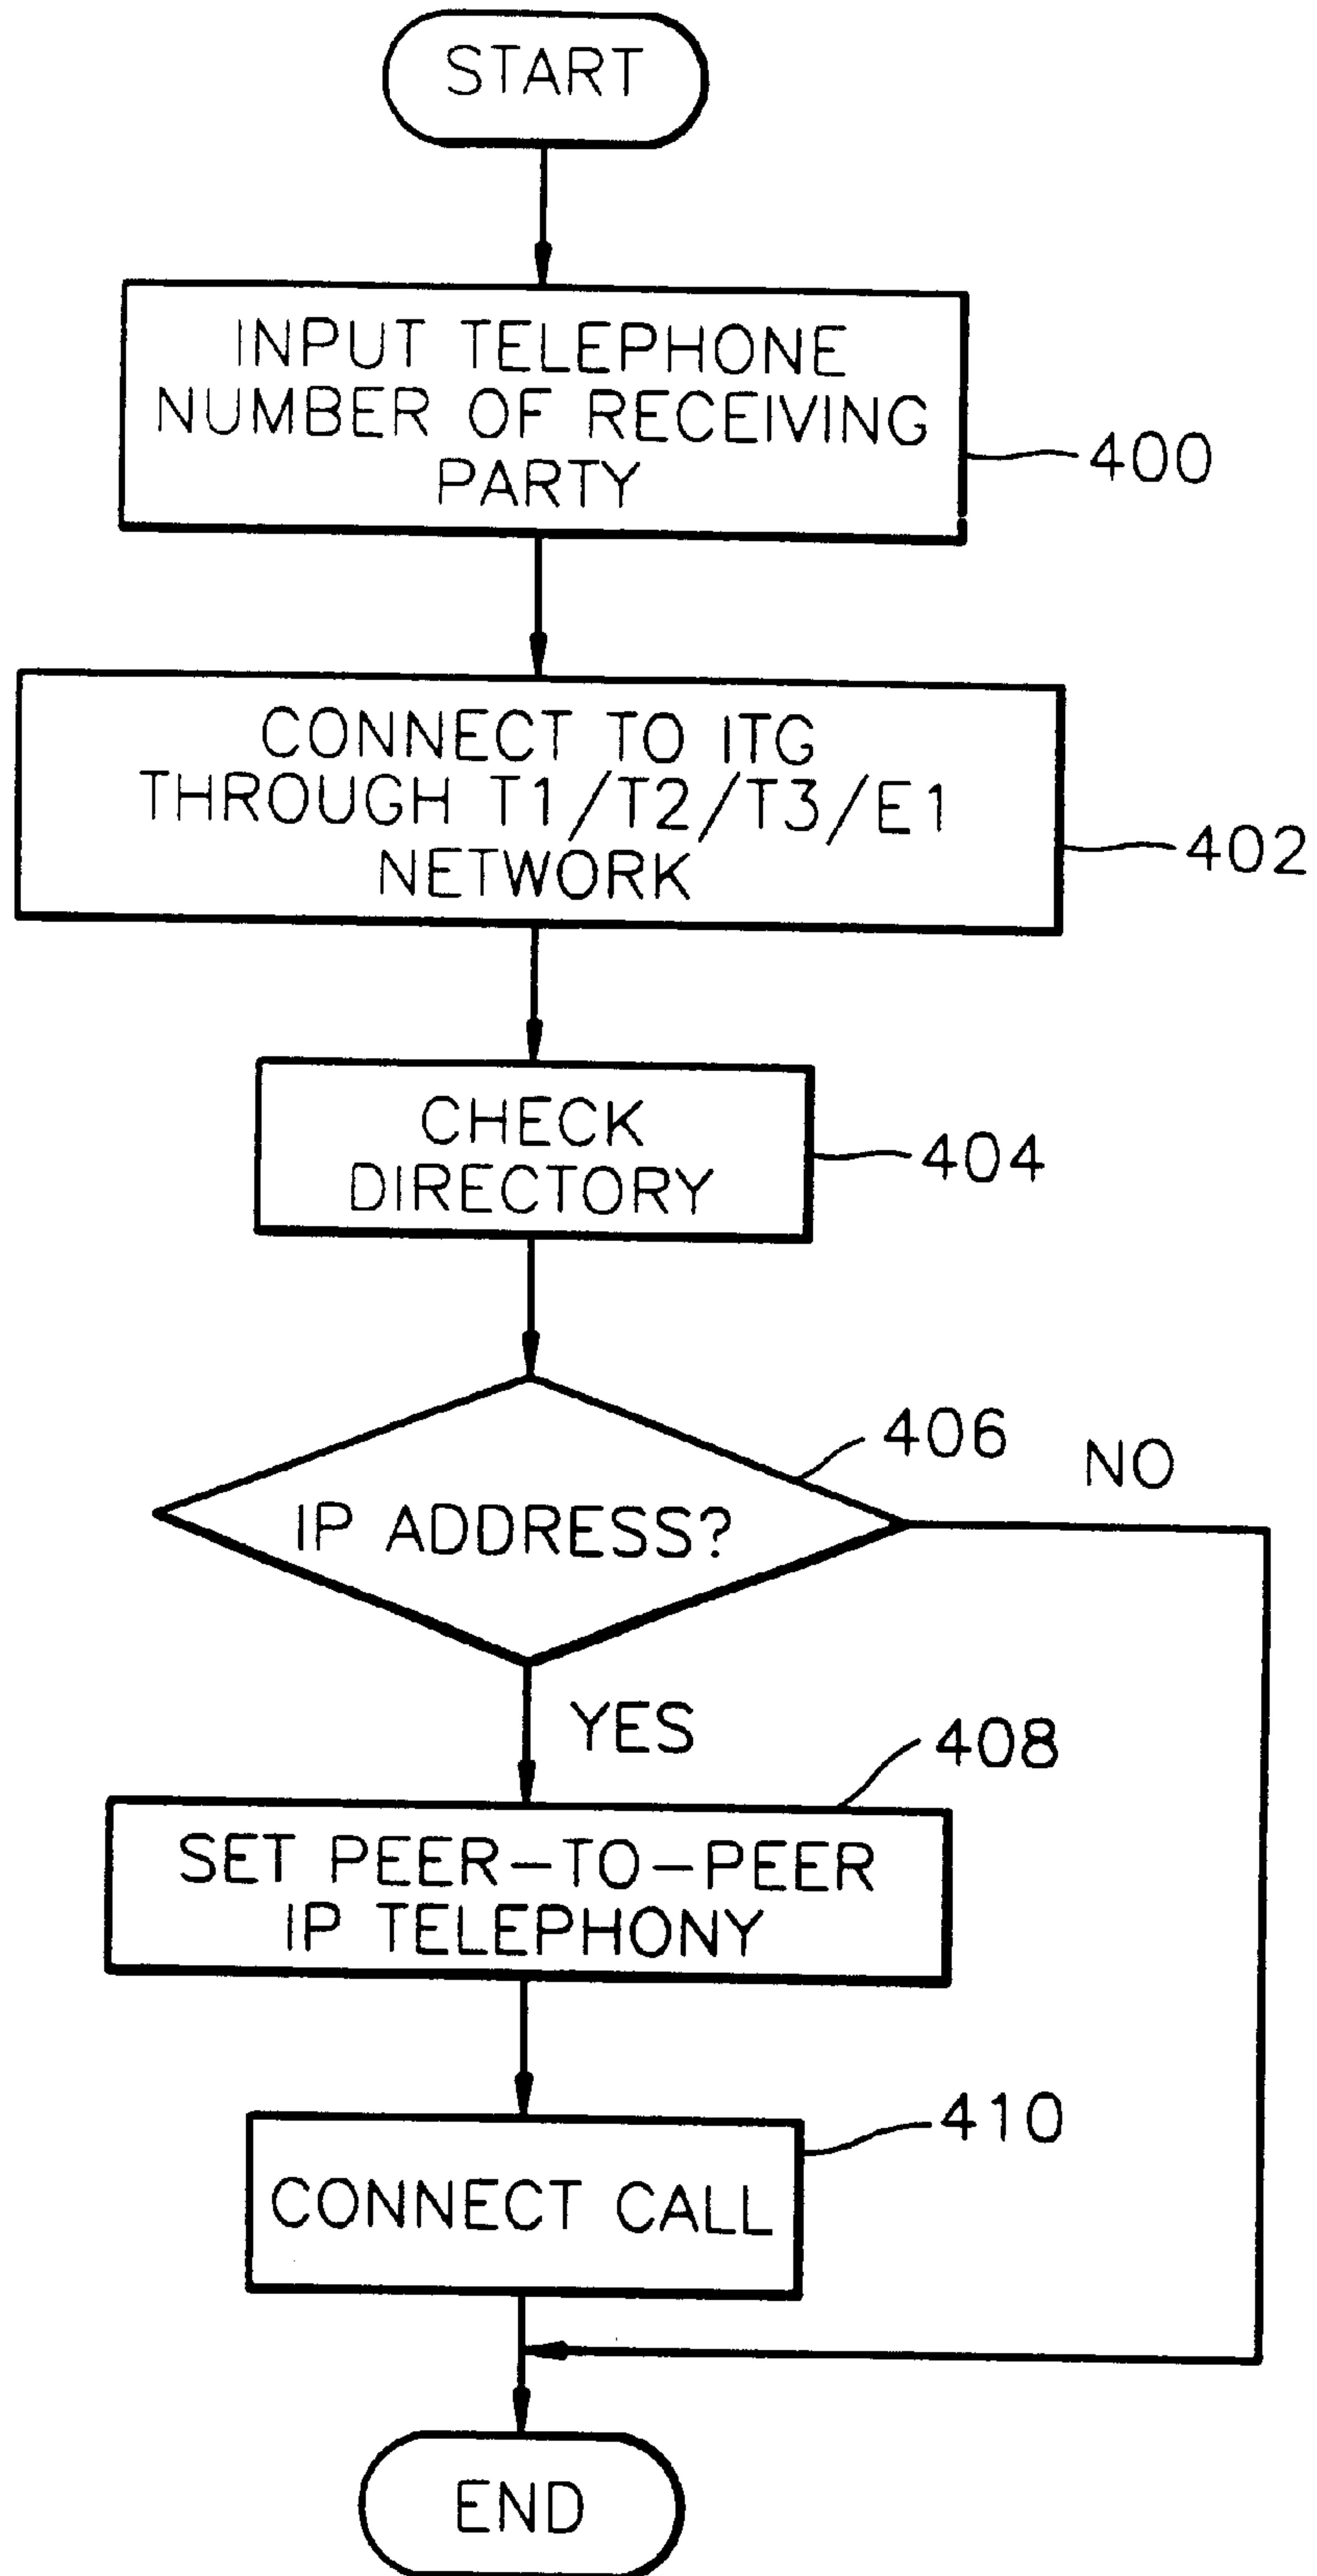 START
INPUT TELEPHONE
NUMBER OF RECEIVING
PARTY
400
CONNECT TO ITG
THROUGH T1/T2/T3/E1
NETWORK
402
CHECK
DIRECTORY
404
406
NO
IP ADDRESS?
YES
408
SET PEER-TO-PEER
IP TELEPHONY
410
CONNECT CALL
END